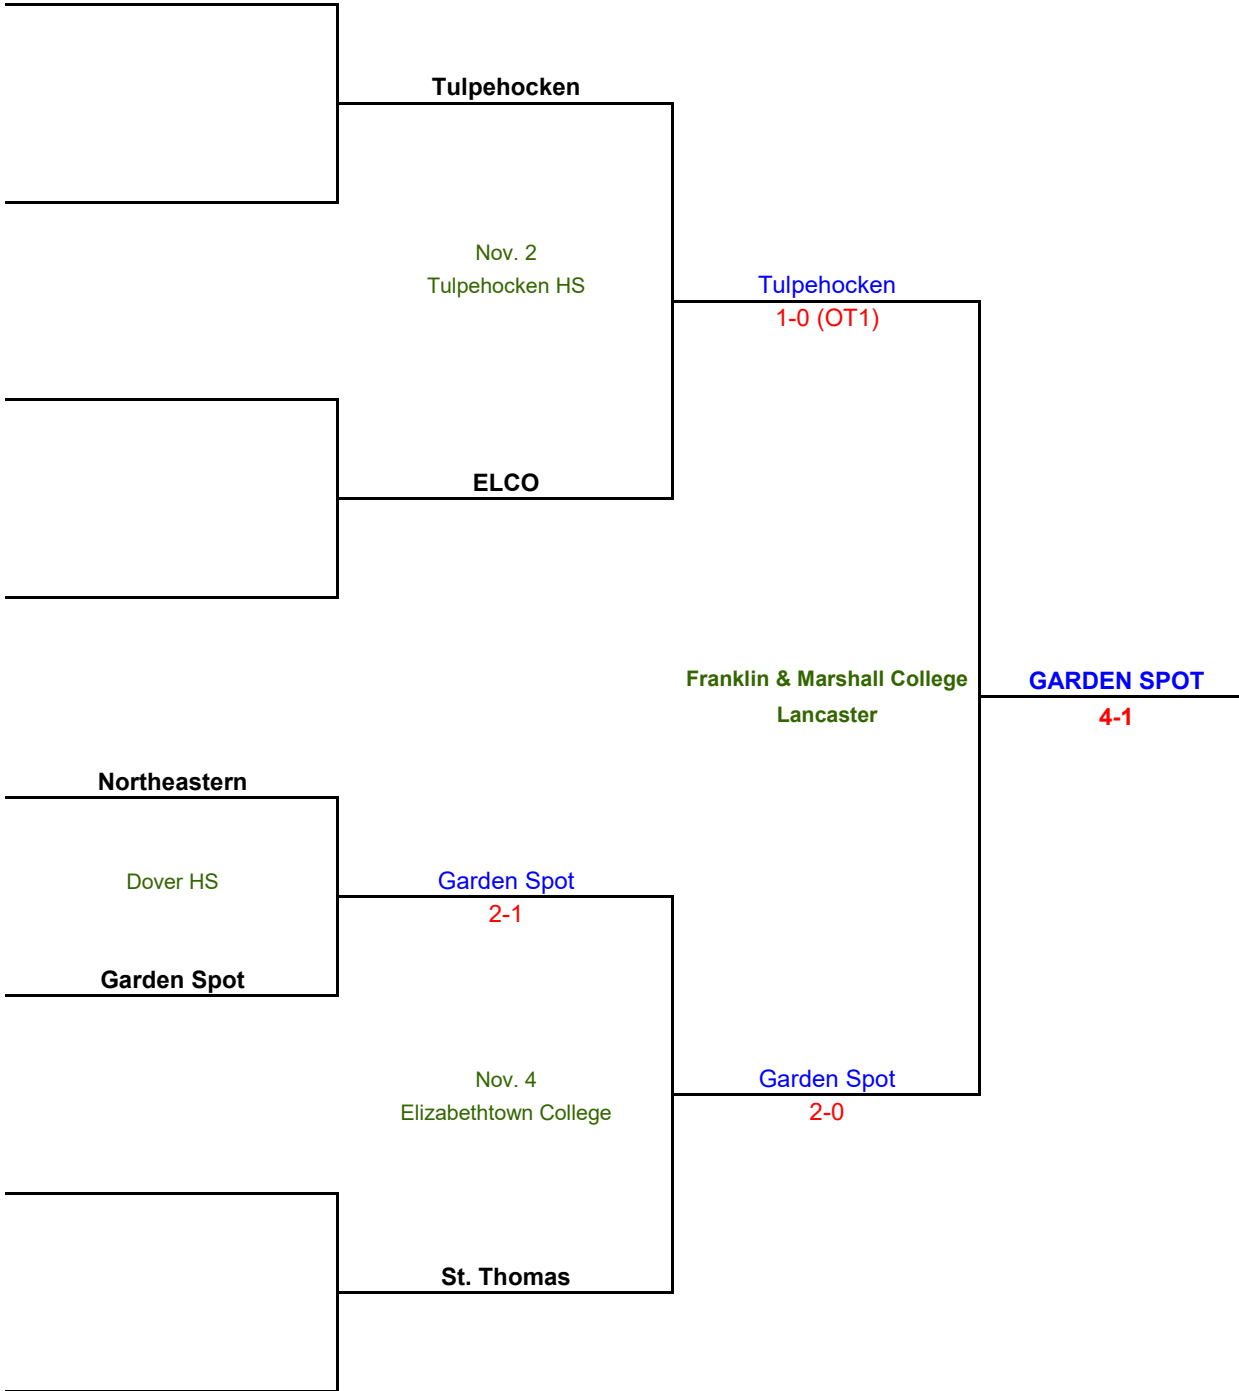 Tulpehocken
Nov. 2
Tulpehocken HS
Tulpehocken
1-0 (OT1)
ELCO
Franklin & Marshall College
Lancaster
GARDEN SPOT
4-1
Northeastern
Dover HS
Garden Spot
2-1
Garden Spot
Nov. 4
Elizabethtown College
Garden Spot
2-0
St. Thomas